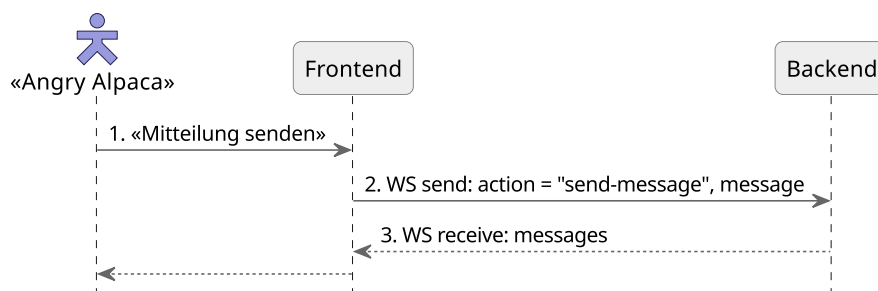 «Angry Alpaca»
Frontend
Backend
1. «Mitteilung senden»
2. WS send: action = "send-message", message
3. WS receive: messages